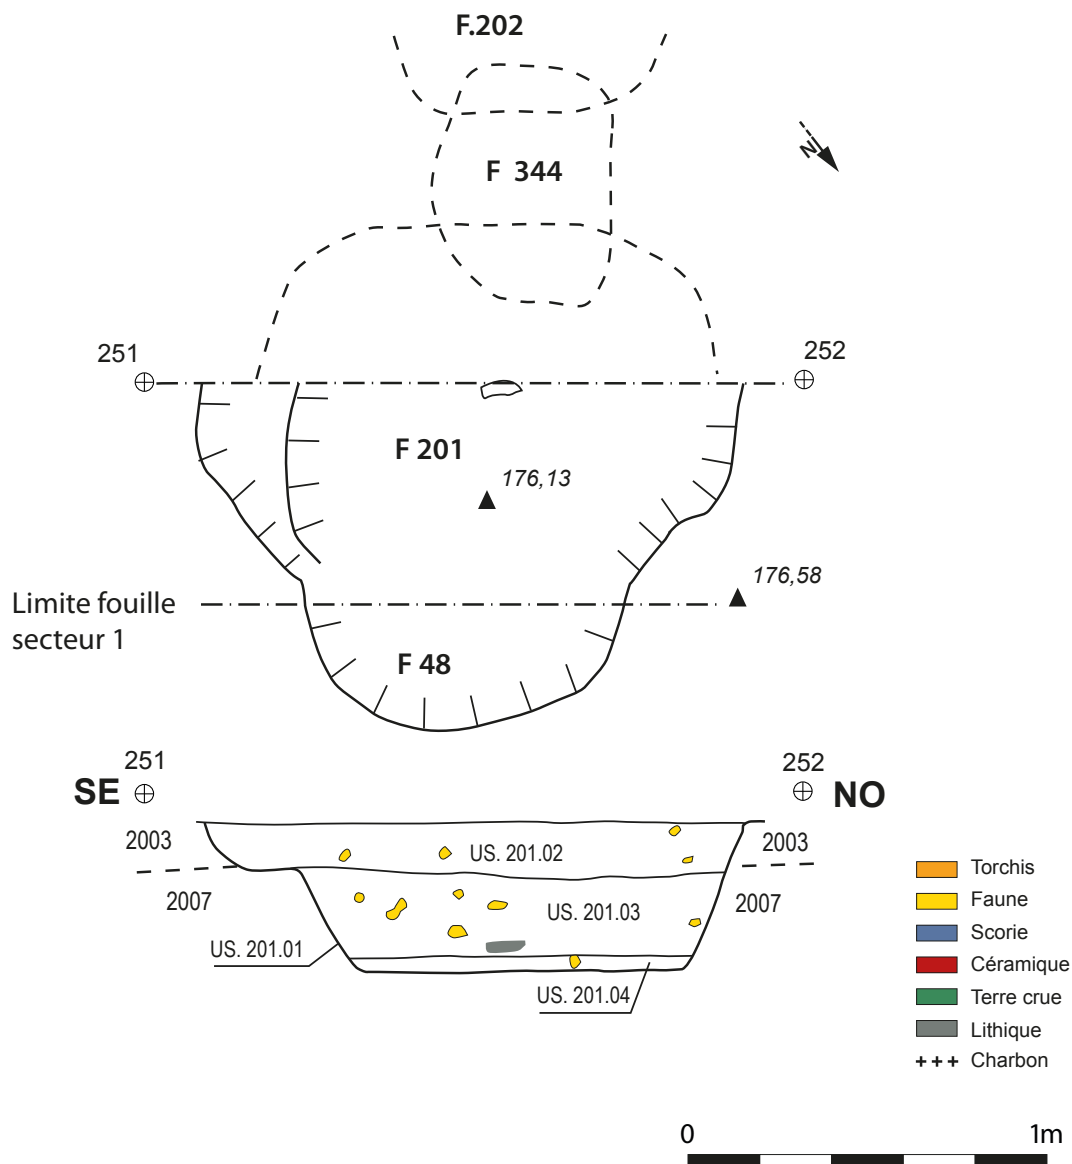 F.202
N
F 344
251
252
F 201
176,13
176,58
Limite fouille
secteur 1
F 48
251
252
SE
NO
2003
US. 201.02
2003
2007
US. 201.03
2007
US. 201.01
US. 201.04
Torchis
Faune
Scorie
Céramique
Terre crue
Lithique
+++ Charbon
0
1m